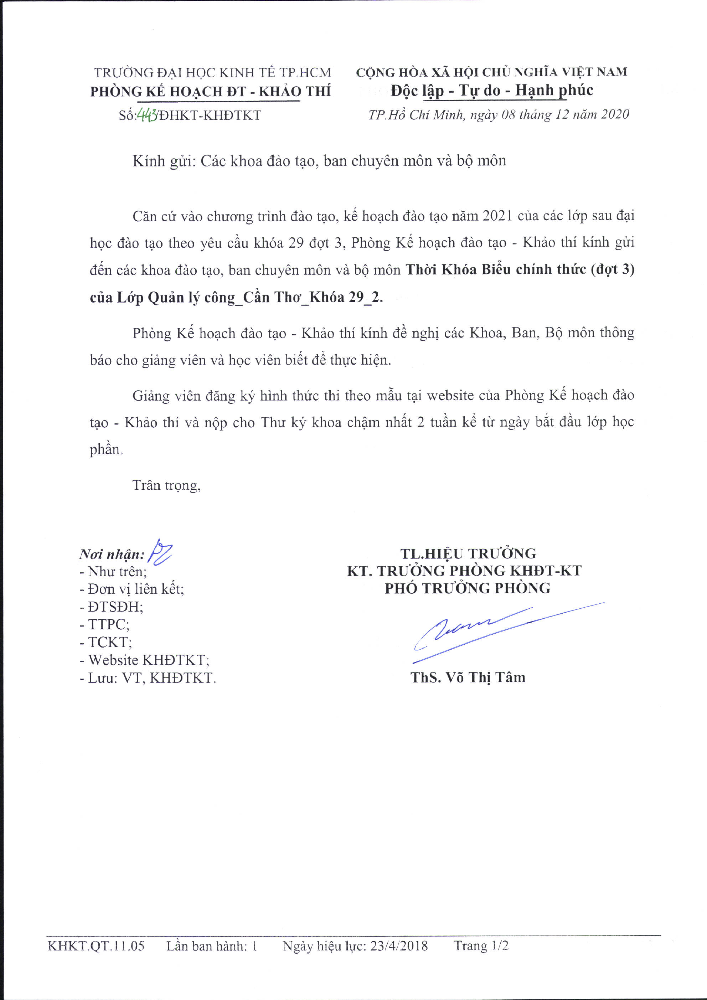 TRƯỜNG ĐẠI HỌC KINH TẾ TP.HCM
PHÒNG KẾ HOẠCH ĐT - KHẢO THÍ
Số:443/ĐHKT-KHĐTKT
CỘNG HÒA XÃ HỘI CHỦ NGHĨA VIỆT NAM
Độc lập - Tự do - Hạnh phúc
TP.Hồ Chí Minh, ngày 08 tháng 12 năm 2020
Kính gửi: Các khoa đào tạo, ban chuyên môn và bộ môn
Căn cứ vào chương trình đào tạo, kế hoạch đào tạo năm 2021 của các lớp sau đại
học đào tạo theo yêu cầu khóa 29 đợt 3, Phòng Kế hoạch đào tạo - Khảo thí kính gửi
đến các khoa đào tạo, ban chuyên môn và bộ môn Thời Khóa Biểu chính thức (đợt 3)
của Lớp Quản lý công_Cần Thơ_Khóa 29_2.
Phòng Kế hoạch đào tạo - Khảo thí kính đề nghị các Khoa, Ban, Bộ môn thông
báo cho giảng viên và học viên biết để thực hiện.
Giảng viên đăng ký hình thức thi theo mẫu tại website của Phòng Kế hoạch đào
tạo - Khảo thí và nộp cho Thư ký khoa chậm nhất 2 tuần kể từ ngày bắt đầu lớp học
phần.
Trân trọng,
Nơi nhận:
- Như trên;
- Đơn vị liên kết;
- ĐTSĐH;
- TTPC;
- TCKT;
- Website KHĐTKT;
- Lưu: VT, KHĐTKT.
TL.HIỆU TRƯỞNG
KT. TRƯỞNG PHÒNG KHĐT-KT
PHÓ TRƯỞNG PHÒNG
ThS. Võ Thị Tâm
KHKT.QT.11.05 Lần ban hành: 1 Ngày hiệu lực: 23/4/2018 Trang 1/2